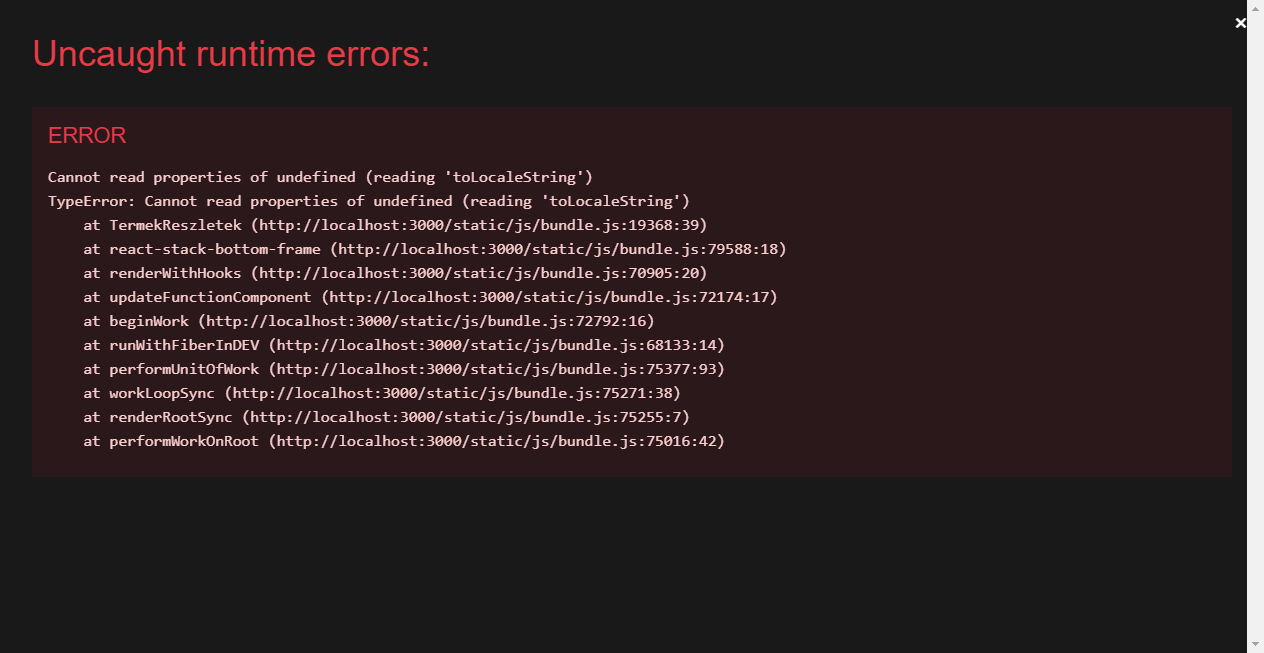 ×
Uncaught runtime errors:
ERROR
Cannot read properties of undefined (reading 'toLocaleString')
TypeError: Cannot read properties of undefined (reading 'toLocaleString')
    at TermekReszletek (http://localhost:3000/static/js/bundle.js:19368:39)
    at react-stack-bottom-frame (http://localhost:3000/static/js/bundle.js:79588:18)
    at renderWithHooks (http://localhost:3000/static/js/bundle.js:70905:20)
    at updateFunctionComponent (http://localhost:3000/static/js/bundle.js:72174:17)
    at beginWork (http://localhost:3000/static/js/bundle.js:72792:16)
    at runWithFiberInDEV (http://localhost:3000/static/js/bundle.js:68133:14)
    at performUnitOfWork (http://localhost:3000/static/js/bundle.js:75377:93)
    at workLoopSync (http://localhost:3000/static/js/bundle.js:75271:38)
    at renderRootSync (http://localhost:3000/static/js/bundle.js:75255:7)
    at performWorkOnRoot (http://localhost:3000/static/js/bundle.js:75016:42)